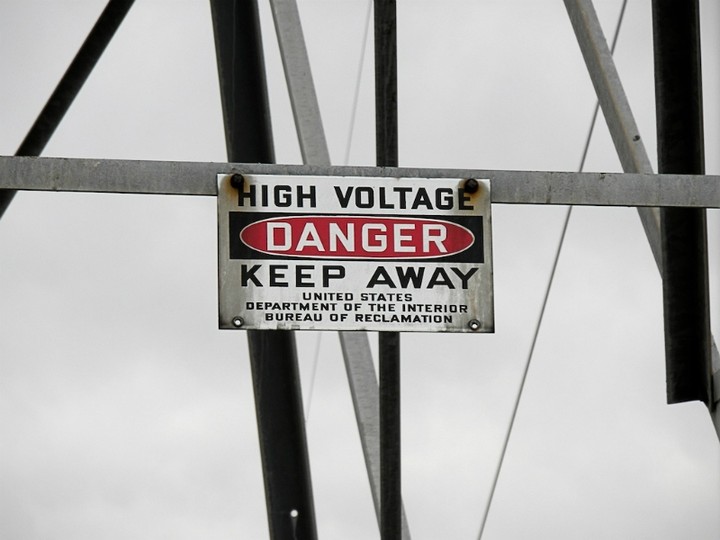 HIGH VOLTAGE
DANGER
KEEP AWAY
UNITED STATES
DEPARTMENT OF THE INTERIOR
BUREAU OF RECLAMATION